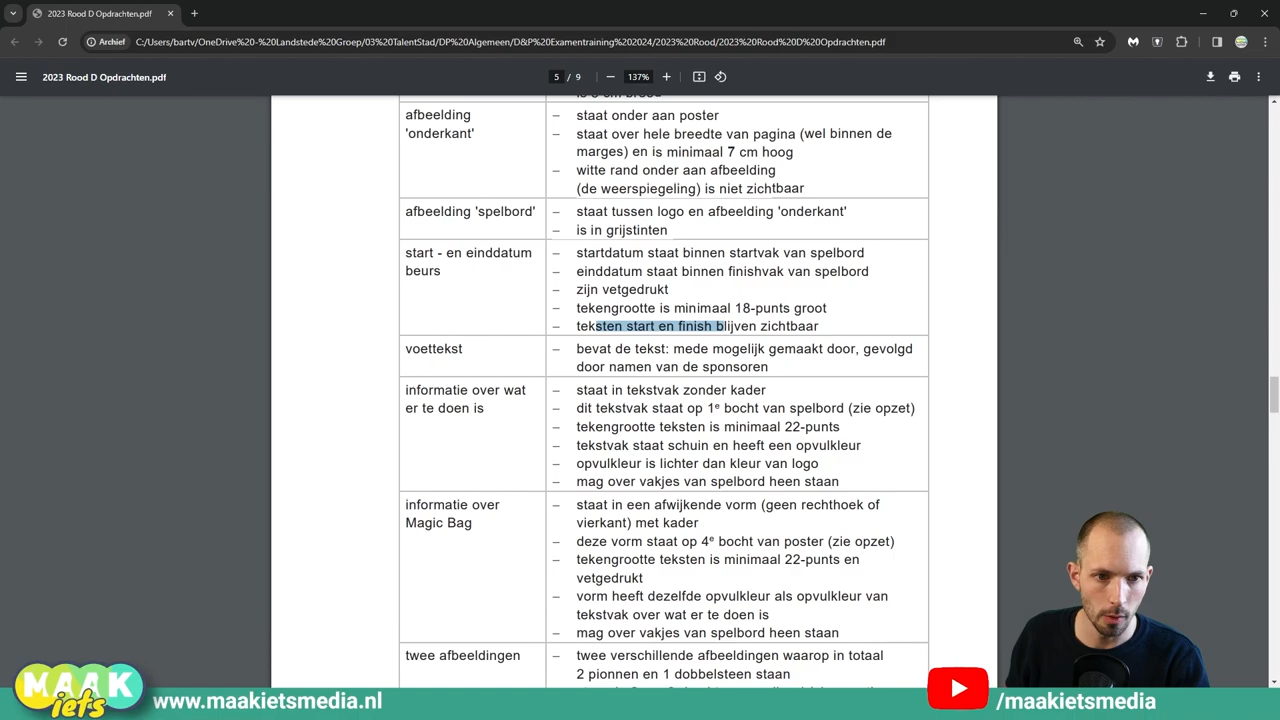 2023 Rood D Opdrachten.pdf
Archief
C:/Users/bartv/OneDrive%20-%20Landstede%20Groep/03%20TalentStad/DP%20Algemeen/D&P%20Examentraining%202024/2023%20Rood/2023%20Rood%20D%20Opdrachten.pdf
2023 Rood D Opdrachten.pdf
5 / 9
137%
afbeelding 'onderkant'
– staat onder aan poster
– staat over hele breedte van pagina (wel binnen de
marges) en is minimaal 7 cm hoog
– witte rand onder aan afbeelding
(de weerspiegeling) is niet zichtbaar
afbeelding 'spelbord'
– staat tussen logo en afbeelding 'onderkant'
– is in grijstinten
start - en einddatum
beurs
– startdatum staat binnen startvak van spelbord
– einddatum staat binnen finishvak van spelbord
– zijn vetgedrukt
– tekengrootte is minimaal 18-punts groot
– teksten start en finish blijven zichtbaar
voettekst
– bevat de tekst: mede mogelijk gemaakt door, gevolgd
door namen van de sponsoren
informatie over wat
er te doen is
– staat in tekstvak zonder kader
– dit tekstvak staat op 1e bocht van spelbord (zie opzet)
– tekengrootte teksten is minimaal 22-punts
– tekstvak staat schuin en heeft een opvulkleur
– opvulkleur is lichter dan kleur van logo
– mag over vakjes van spelbord heen staan
informatie over
Magic Bag
– staat in een afwijkende vorm (geen rechthoek of
vierkant) met kader
– deze vorm staat op 4e bocht van poster (zie opzet)
– tekengrootte teksten is minimaal 22-punts en
vetgedrukt
– vorm heeft dezelfde opvulkleur als opvulkleur van
tekstvak over wat er te doen is
– mag over vakjes van spelbord heen staan
twee afbeeldingen
– twee verschillende afbeeldingen waarop in totaal
2 pionnen en 1 dobbelsteen staan
MAAK
iets
www.maakietsmedia.nl
/maakietsmedia